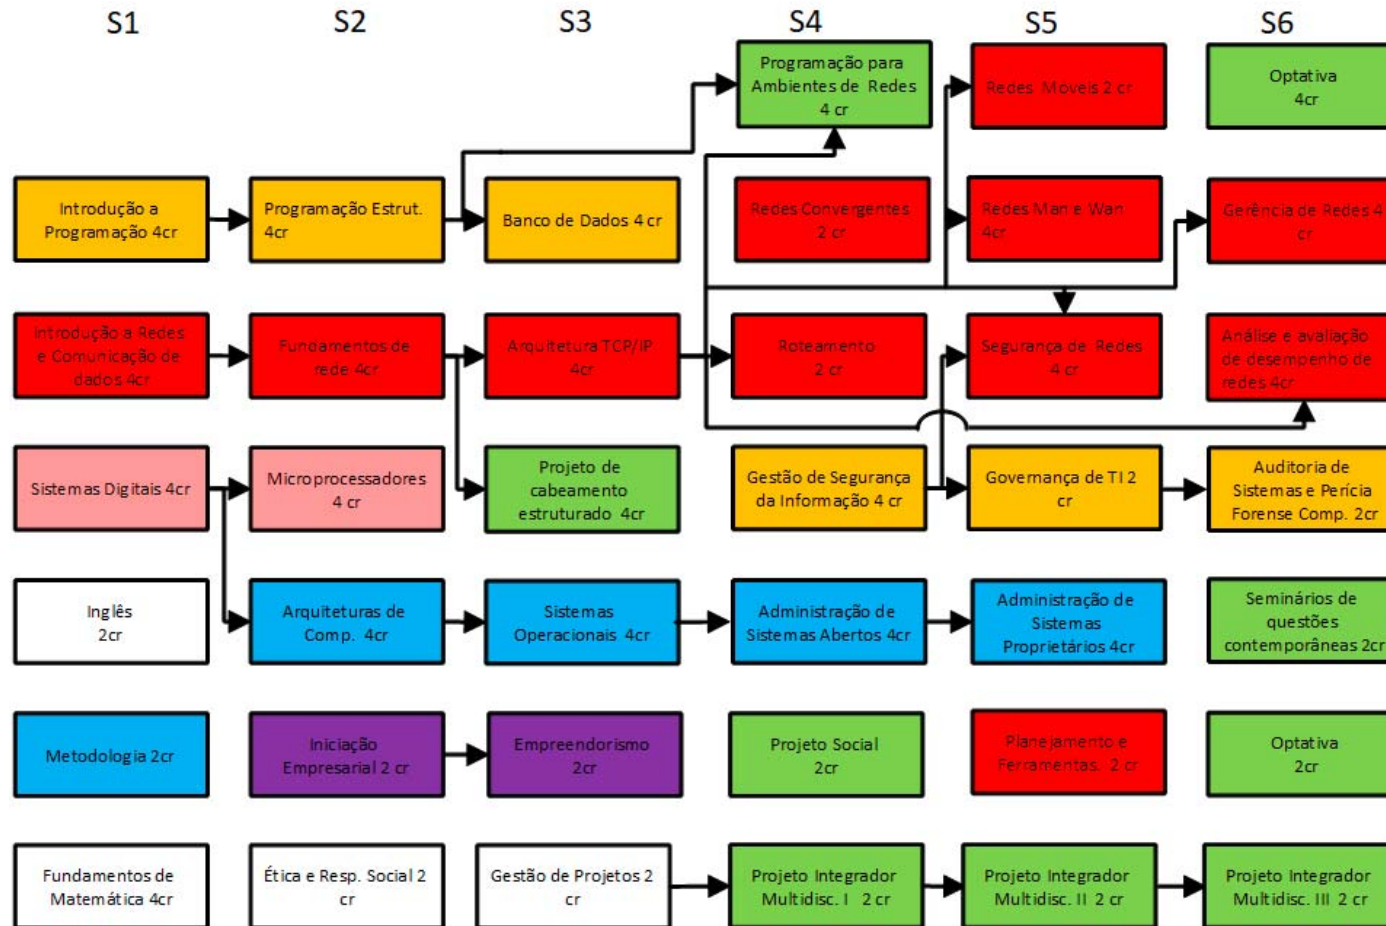 S1
S2
S3
S4
S5
S6
Programação para
Ambientes de Redes
4 cr
Redes Móveis 2 cr
Optativa
4cr
Introdução a
Programação 4cr
Programação Estrut.
4cr
Banco de Dados 4 cr
Redes Convergentes
2 cr
Redes Man e Wan
4cr
Gerência de Redes 4
cr
Introdução a Redes
e Comunicação de
dados 4cr
Fundamentos de
rede 4cr
Arquitetura TCP/IP
4cr
Roteamento
2 cr
Segurança de Redes
4 cr
Análise e avaliação
de desempenho de
redes 4cr
Sistemas Digitais 4cr
Microprocessadores
4 cr
Projeto de
cabeamento
estruturado 4cr
Gestão de Segurança
da Informação 4 cr
Governança de TI 2
cr
Auditoria de
Sistemas e Perícia
Forense Comp. 2cr
Inglês
2cr
Arquiteturas de
Comp. 4cr
Sistemas
Operacionais 4cr
Administração de
Sistemas Abertos 4cr
Administração de
Sistemas
Proprietários 4cr
Seminários de
questões
contemporâneas 2cr
Metodologia 2cr
Iniciação
Empresarial 2 cr
Empreendorismo
2cr
Projeto Social
2cr
Planejamento e
Ferramentas. 2 cr
Optativa
2cr
Fundamentos de
Matemática 4cr
Ética e Resp. Social 2
cr
Gestão de Projetos 2
cr
Projeto Integrador
Multidisc. I 2 cr
Projeto Integrador
Multidisc. II 2 cr
Projeto Integrador
Multidisc. III 2 cr